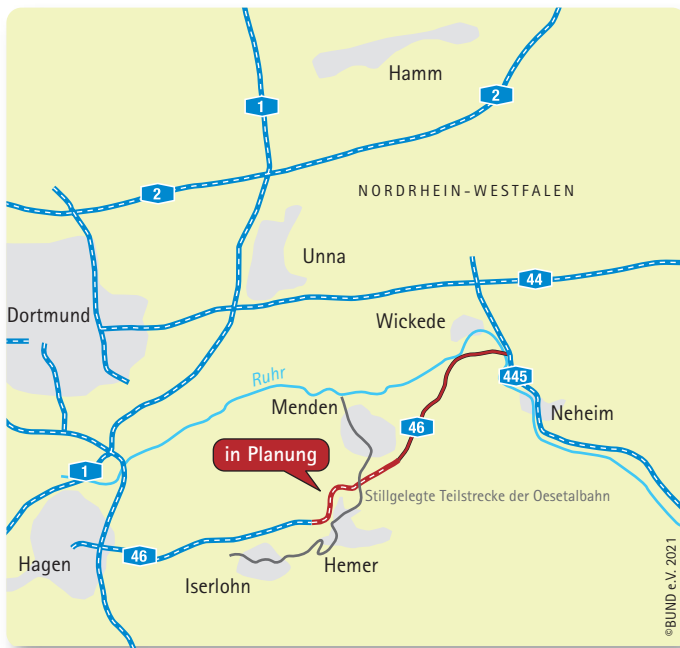 Hamm
1
2
2
NORDRHEIN-WESTFALEN
Unna
44
Dortmund
Wickede
Ruhr
445
Menden
Neheim
46
in Planung
1
Stillgelegte Teilstrecke der Oesetalbahn
46
Hagen
Hemer
Iserlohn
©BUND e.V. 2021